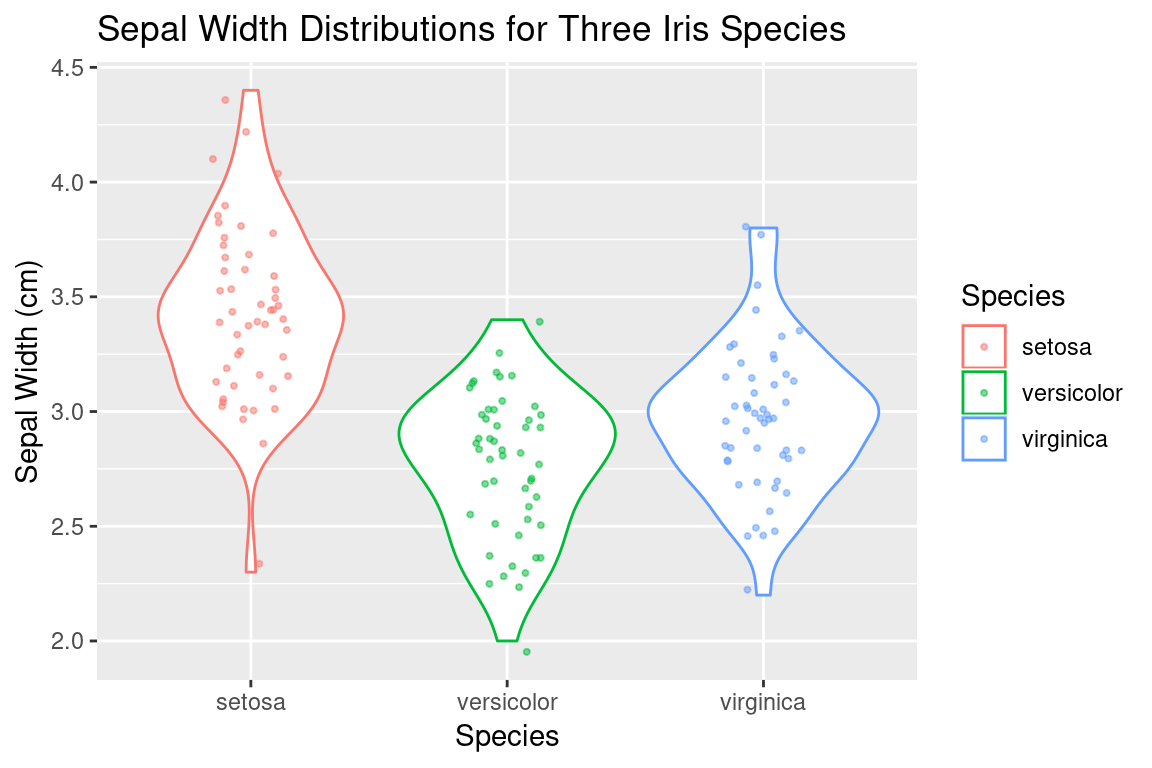 Sepal Width Distributions for Three Iris Species
4.5
4.0
3.5
3.0
2.5
2.0
Sepal Width (cm)
setosa
versicolor
virginica
Species
Species
setosa
versicolor
virginica